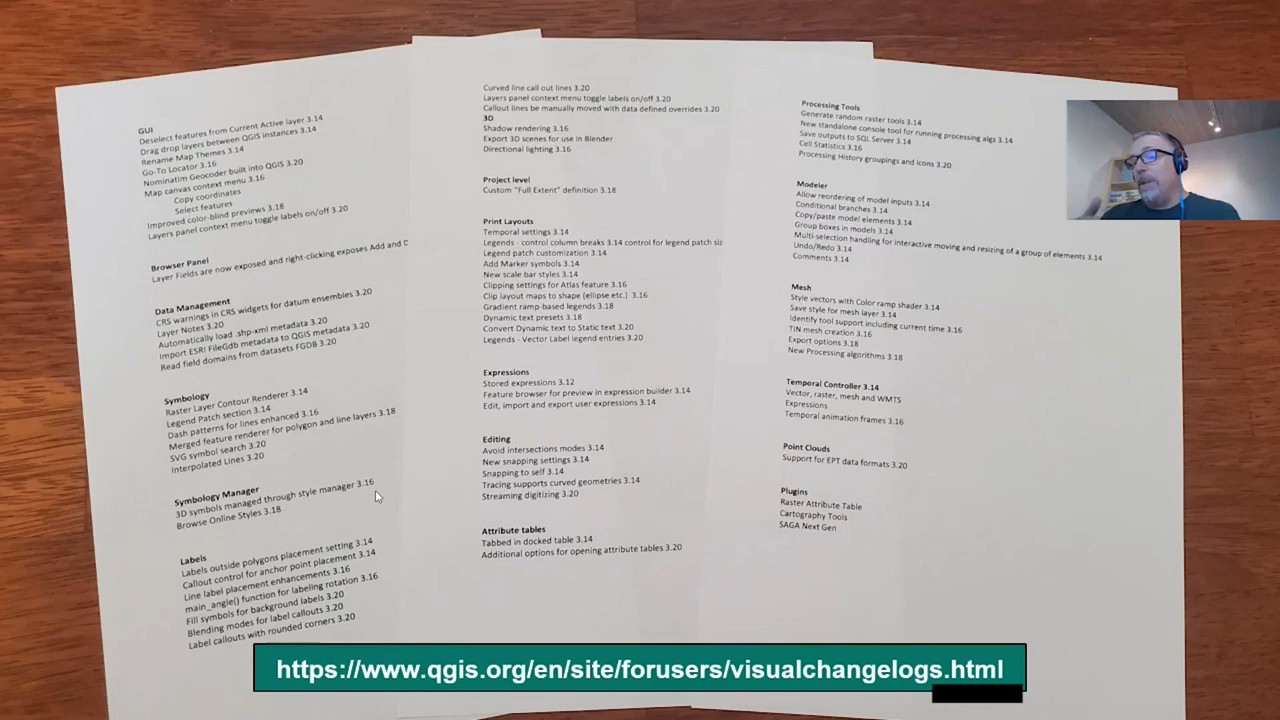 GUI
Deselect features from Current Active layer 3.14
Drag drop layers between QGIS instances 3.14
Rename Map Themes 3.14
Go-To Locator 3.16
Nominatim Geocoder built into QGIS 3.20
Map canvas context menu 3.16
Copy coordinates
Select features
Improved color-blind previews 3.18
Layers panel context menu toggle labels on/off 3.20
Browser Panel
Layer Fields are now exposed and right-clicking exposes Add and D
Data Management
CRS warnings in CRS widgets for datum ensembles 3.20
Layer Notes 3.20
Automatically load .shp-xml metadata 3.20
Import ESRI FileGdb metadata to QGIS metadata 3.20
Read field domains from datasets FGDB 3.20
Symbology
Raster Layer Contour Renderer 3.14
Legend Patch section 3.14
Dash patterns for lines enhanced 3.16
Merged feature renderer for polygon and line layers 3.18
SVG symbol search 3.20
Interpolated Lines 3.20
Symbology Manager
3D symbols managed through style manager 3.16
Browse Online Styles 3.18
Labels
Labels outside polygons placement setting 3.14
Callout control for anchor point placement 3.14
Line label placement enhancements 3.16
main_angle() function for labeling rotation 3.16
Fill symbols for background labels 3.20
Blending modes for label callouts 3.20
Label callouts with rounded corners 3.20
Curved line call out lines 3.20
Layers panel context menu toggle labels on/off 3.20
Callout lines be manually moved with data defined overrides 3.20
3D
Shadow rendering 3.16
Export 3D scenes for use in Blender
Directional lighting 3.16
Project level
Custom "Full Extent" definition 3.18
Print Layouts
Temporal settings 3.14
Legends - control column breaks 3.14 control for legend patch siz
Legend patch customization 3.14
Add Marker symbols 3.14
New scale bar styles 3.14
Clipping settings for Atlas feature 3.16
Clip layout maps to shape (ellipse etc.) 3.16
Gradient ramp-based legends 3.18
Dynamic text presets 3.18
Convert Dynamic text to Static text 3.20
Legends - Vector Label legend entries 3.20
Expressions
Stored expressions 3.12
Feature browser for preview in expression builder 3.14
Edit, import and export user expressions 3.14
Editing
Avoid intersections modes 3.14
New snapping settings 3.14
Snapping to self 3.14
Tracing supports curved geometries 3.14
Streaming digitizing 3.20
Attribute tables
Tabbed in docked table 3.14
Additional options for opening attribute tables 3.20
Processing Tools
Generate random raster tools 3.14
New standalone console tool for running processing algs 3.14
Save outputs to SQL Server 3.14
Cell Statistics 3.16
Processing History groupings and icons 3.20
Modeler
Allow reordering of model inputs 3.14
Conditional branches 3.14
Copy/paste model elements 3.14
Group boxes in models 3.14
Multi-selection handling for interactive moving and resizing of a group of elements 3.14
Undo/Redo 3.14
Comments 3.14
Mesh
Style vectors with Color ramp shader 3.14
Save style for mesh layer 3.14
Identify tool support including current time 3.16
TIN mesh creation 3.16
Export options 3.18
New Processing algorithms 3.18
Temporal Controller 3.14
Vector, raster, mesh and WMTS
Expressions
Temporal animation frames 3.16
Point Clouds
Support for EPT data formats 3.20
Plugins
Raster Attribute Table
Cartography Tools
SAGA Next Gen
https://www.qgis.org/en/site/forusers/visualchangelogs.html